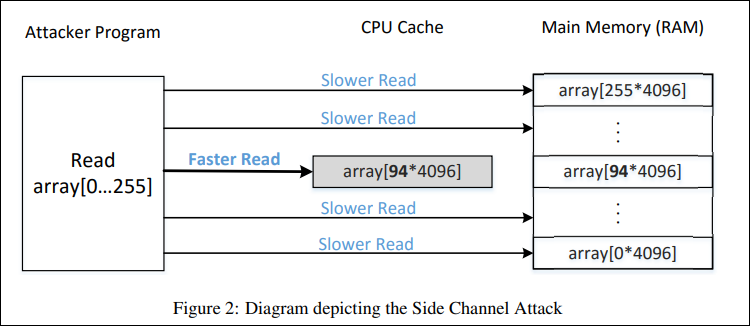 Attacker Program
CPU Cache
Main Memory (RAM)
Slower Read
array[255*4096]
Slower Read
⋮
Read
array[0...255]
Faster Read
array[94*4096]
array[94*4096]
Slower Read
⋮
Slower Read
array[0*4096]
Figure 2: Diagram depicting the Side Channel Attack